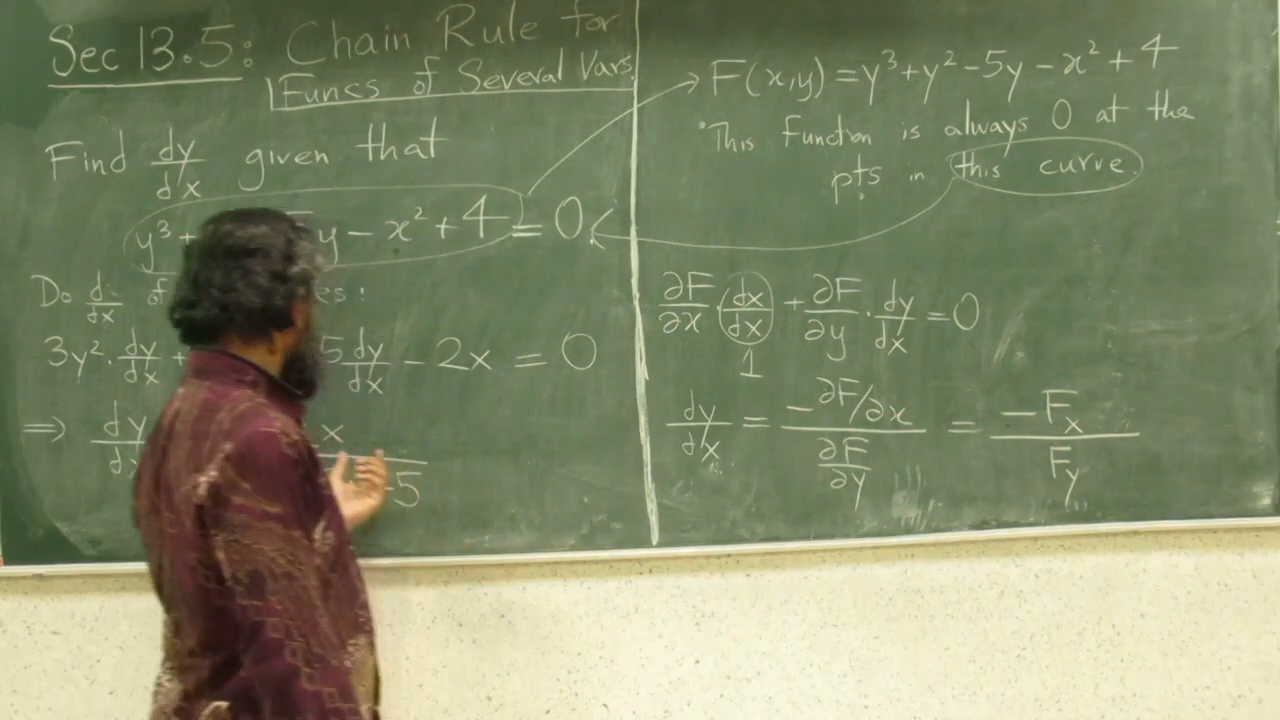 Sec 13.5: Chain Rule for
Funcs of Several Vars.
Find dy/dx given that
y³ + y − x² + 4 = 0
Do d/dx of es:
3y² · dy/dx + 5 dy/dx − 2x = 0
⇒ dy/dx x
-5
F(x,y) = y³ + y² − 5y − x² + 4
• This Function is always 0 at the
pts in this curve.
∂F/∂x · dx/dx + ∂F/∂y · dy/dx = 0
1
dy/dx = −∂F/∂x / ∂F/∂y = −Fx / Fy